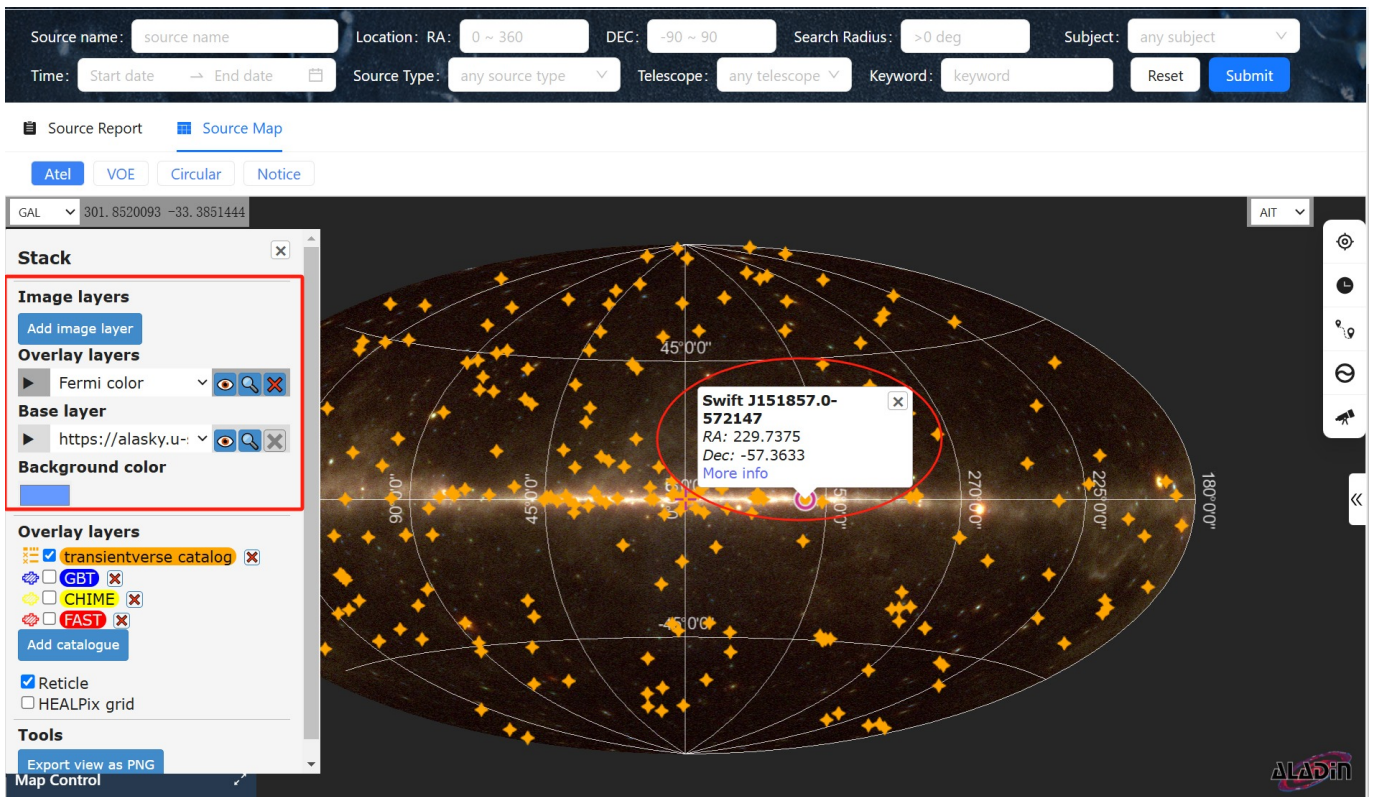 Source name: source name Location: RA: 0 ~ 360 DEC: -90 ~ 90 Search Radius: >0 deg Subject: any subject
Time: Start date → End date Source Type: any source type Telescope: any telescope Keyword: keyword Reset Submit
Source Report Source Map
Atel VOE Circular Notice
GAL 301.8520093 -33.3851444 AIT
Stack
Image layers
Add image layer
Overlay layers
Fermi color
Base layer
https://alasky.u-
Background color
Overlay layers
transientverse catalog
GBT
CHIME
FAST
Add catalogue
Reticle
HEALPix grid
Tools
Export view as PNG
Map Control
45°0'0"
Swift J151857.0-
572147
RA: 229.7375
Dec: -57.3633
More info
90°0'0"
45°0'0"
270°0'0"
225°0'0"
180°0'0"
-45°0'0"
ALADIN